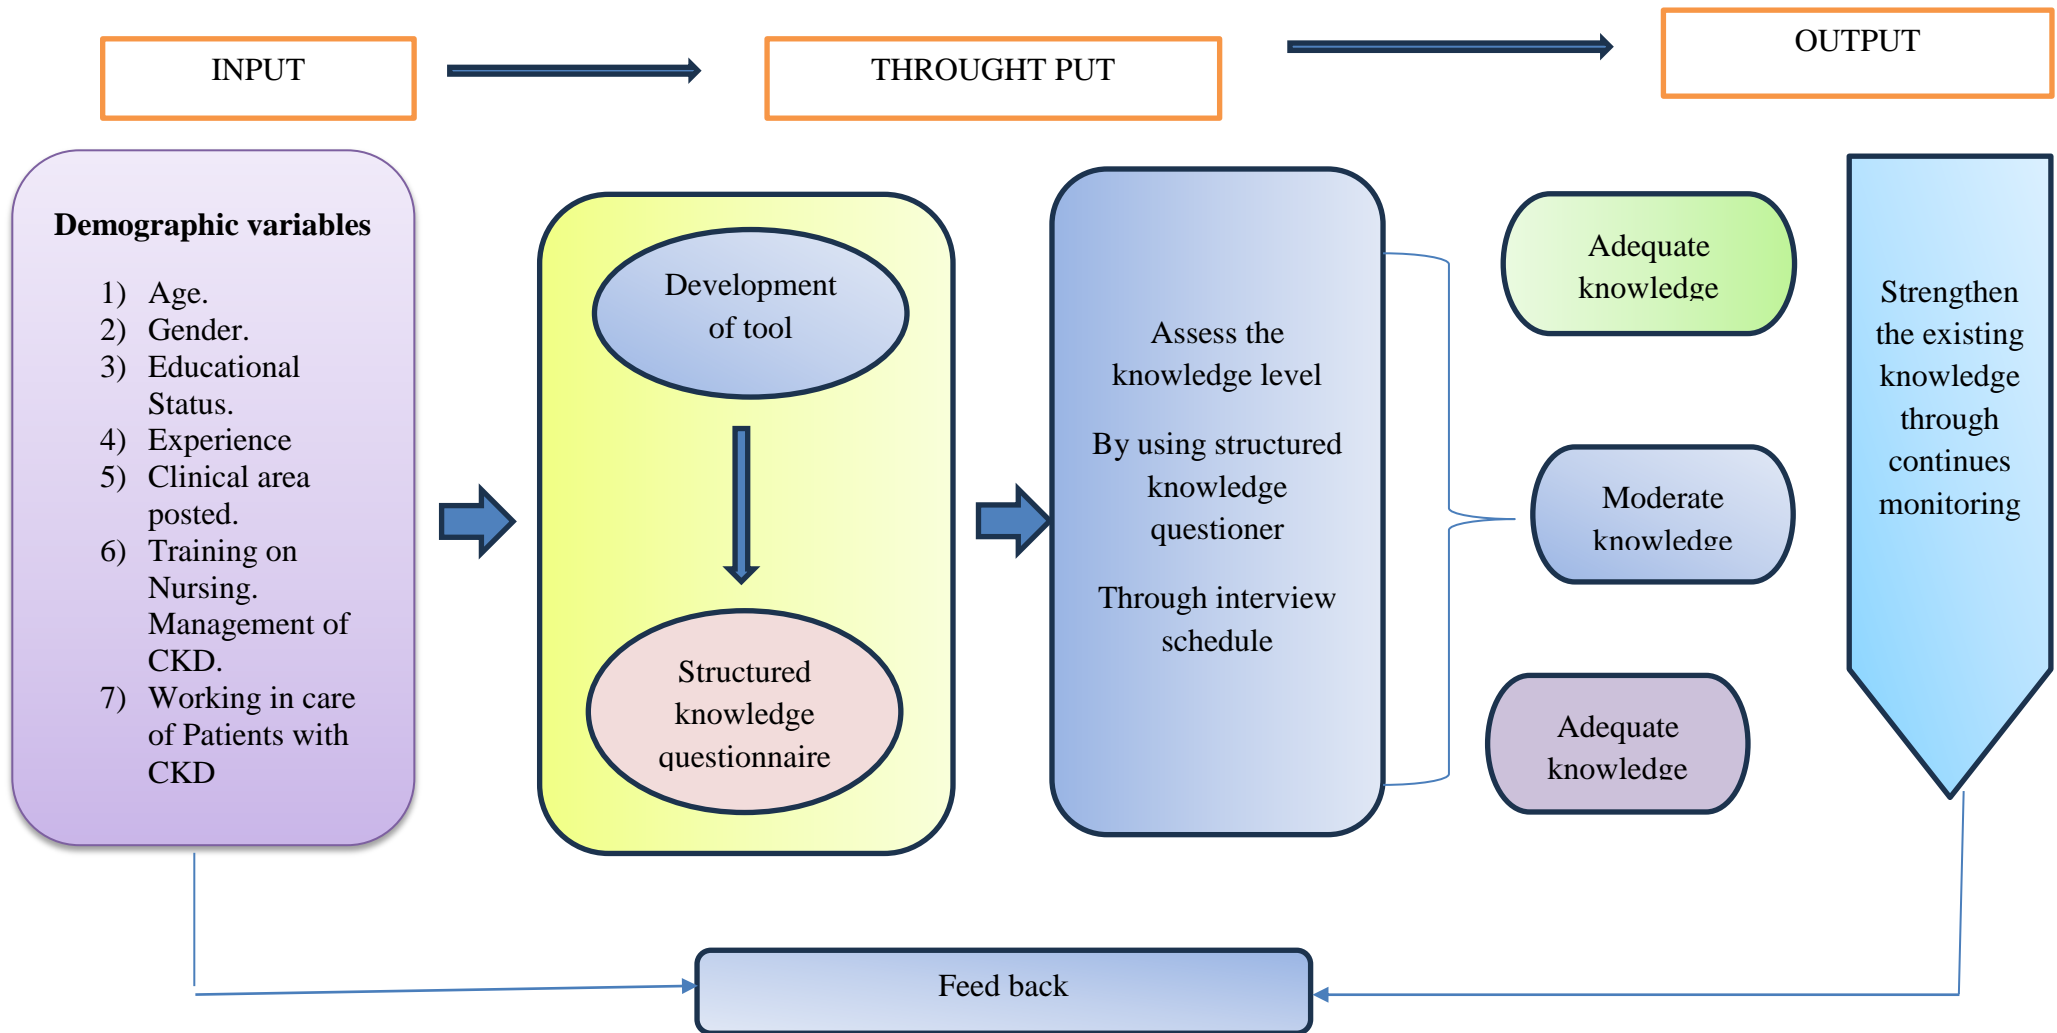 INPUT
THROUGHT PUT
OUTPUT
Demographic variables
1) Age.
2) Gender.
3) Educational
Status.
4) Experience
5) Clinical area
posted.
6) Training on
Nursing.
Management of
CKD.
7) Working in care
of Patients with
CKD
Development
of tool
Structured
knowledge
questionnaire
Assess the
knowledge level
By using structured
knowledge
questioner
Through interview
schedule
Adequate
knowledge
Moderate
knowledge
Adequate
knowledge
Strengthen
the existing
knowledge
through
continues
monitoring
Feed back